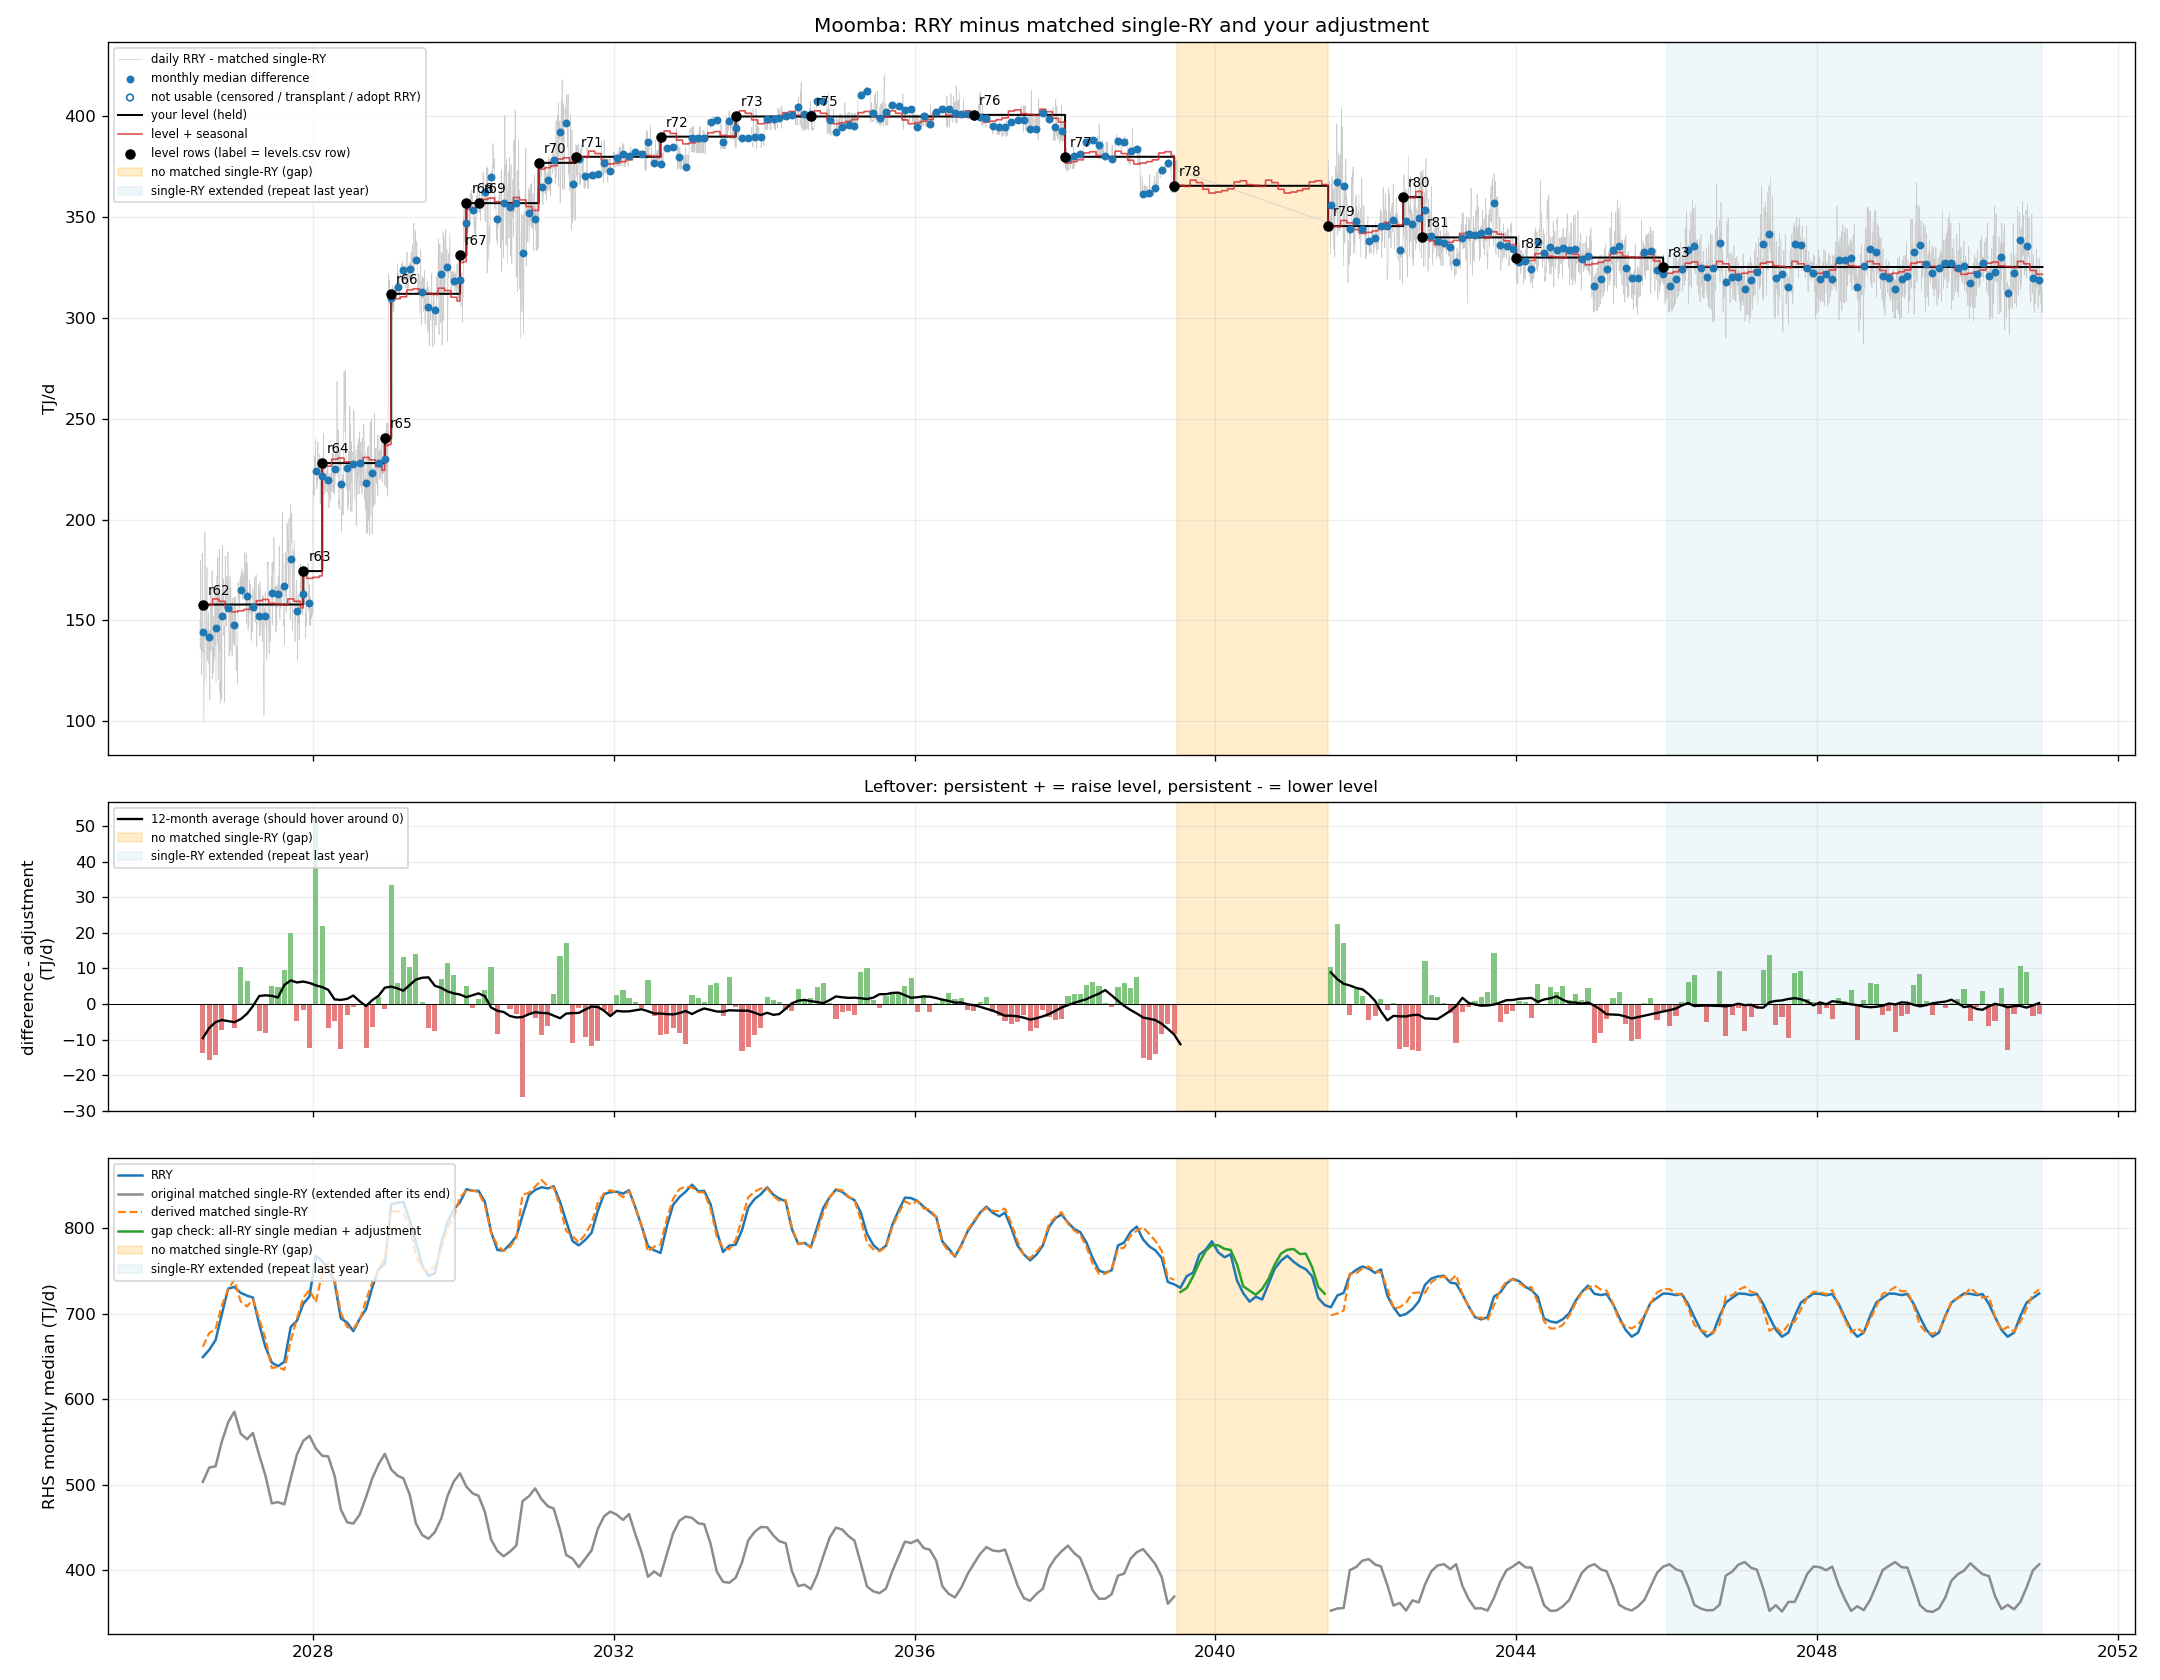 Moomba: RRY minus matched single-RY and your adjustment
daily RRY - matched single-RY
monthly median difference
not usable (censored / transplant / adopt RRY)
your level (held)
level + seasonal
level rows (label = levels.csv row)
no matched single-RY (gap)
single-RY extended (repeat last year)
TJ/d
400
350
300
250
200
150
100
r62
r63
r64
r65
r66
r67
r69
r70
r71
r72
r73
r75
r76
r77
r78
r79
r80
r81
r82
r83
Leftover: persistent + = raise level, persistent - = lower level
12-month average (should hover around 0)
no matched single-RY (gap)
single-RY extended (repeat last year)
difference - adjustment
(TJ/d)
50
40
30
20
10
0
−10
−20
−30
RRY
original matched single-RY (extended after its end)
derived matched single-RY
gap check: all-RY single median + adjustment
no matched single-RY (gap)
single-RY extended (repeat last year)
RHS monthly median (TJ/d)
800
700
600
500
400
2028
2032
2036
2040
2044
2048
2052